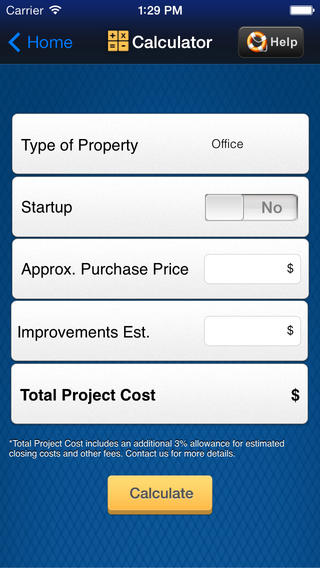 Carrier 1:29 PM
Home Calculator Help
Type of Property Office
Startup No
Approx. Purchase Price $
Improvements Est. $
Total Project Cost $
*Total Project Cost includes an additional 3% allowance for estimated
closing costs and other fees. Contact us for more details.
Calculate